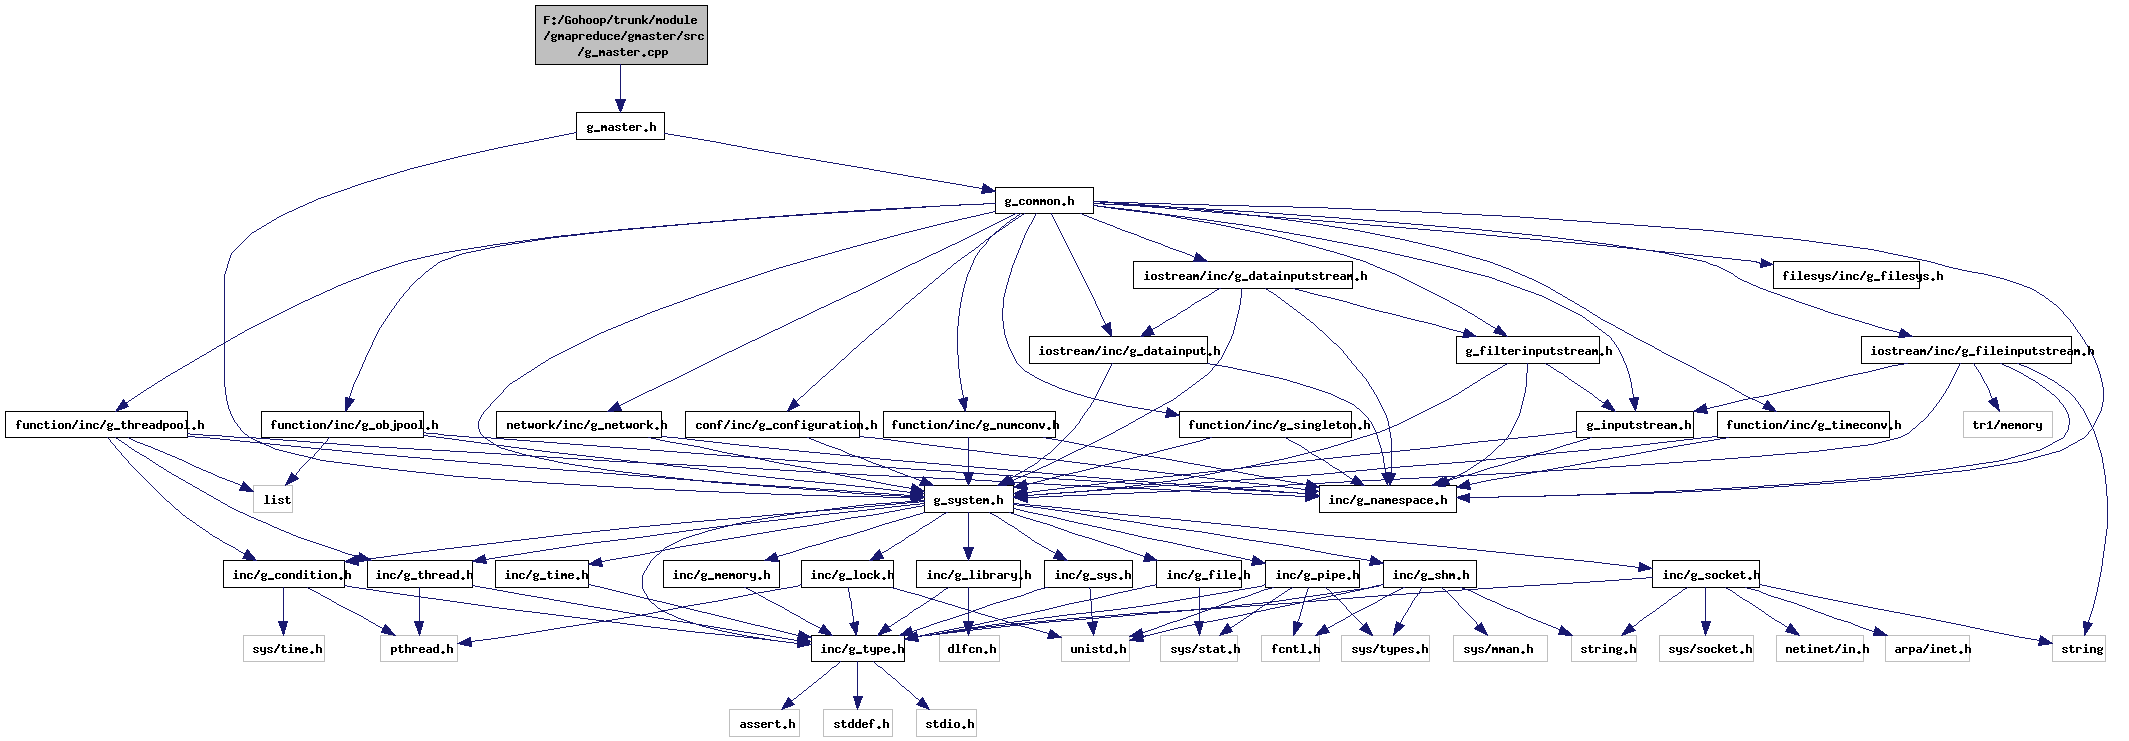 F:/Gohoop/trunk/module
/gmapreduce/gmaster/src
/g_master.cpp
g_master.h
g_common.h
iostream/inc/g_datainputstream.h
filesys/inc/g_filesys.h
iostream/inc/g_datainput.h
g_filterinputstream.h
iostream/inc/g_fileinputstream.h
function/inc/g_threadpool.h
function/inc/g_objpool.h
network/inc/g_network.h
conf/inc/g_configuration.h
function/inc/g_numconv.h
function/inc/g_singleton.h
g_inputstream.h
function/inc/g_timeconv.h
tr1/memory
list
g_system.h
inc/g_namespace.h
inc/g_condition.h
inc/g_thread.h
inc/g_time.h
inc/g_memory.h
inc/g_lock.h
inc/g_library.h
inc/g_sys.h
inc/g_file.h
inc/g_pipe.h
inc/g_shm.h
inc/g_socket.h
sys/time.h
pthread.h
inc/g_type.h
dlfcn.h
unistd.h
sys/stat.h
fcntl.h
sys/types.h
sys/mman.h
string.h
sys/socket.h
netinet/in.h
arpa/inet.h
string
assert.h
stddef.h
stdio.h